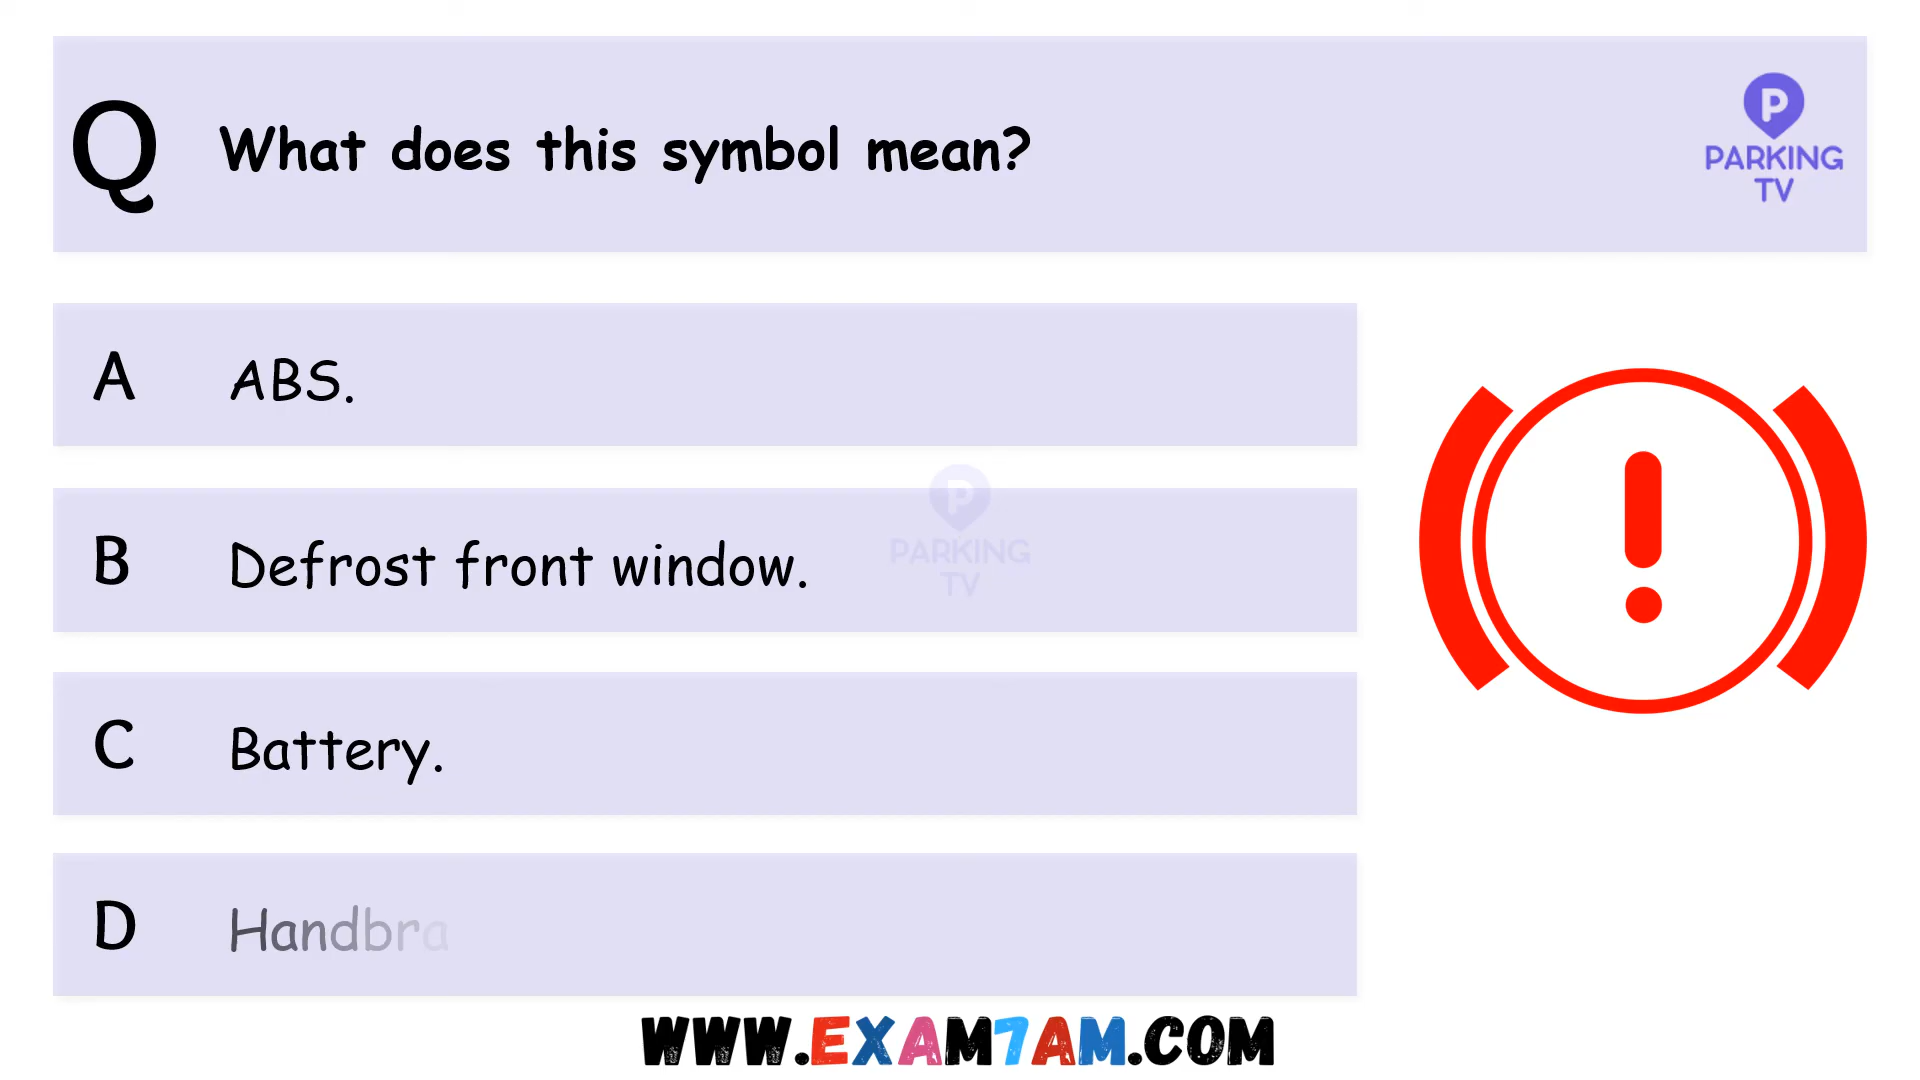 Q What does this symbol mean?
P
PARKING
TV
A ABS.
B Defrost front window.
P
PARKING
TV
C Battery.
D Handbra
WWW.EXAM7AM.COM